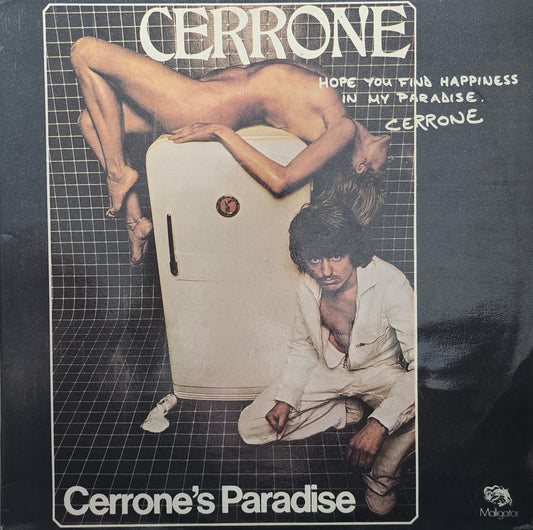 CERRONE
HOPE YOU FIND HAPPINESS
IN MY PARADISE.
CERRONE
Cerrone's Paradise
Malligator